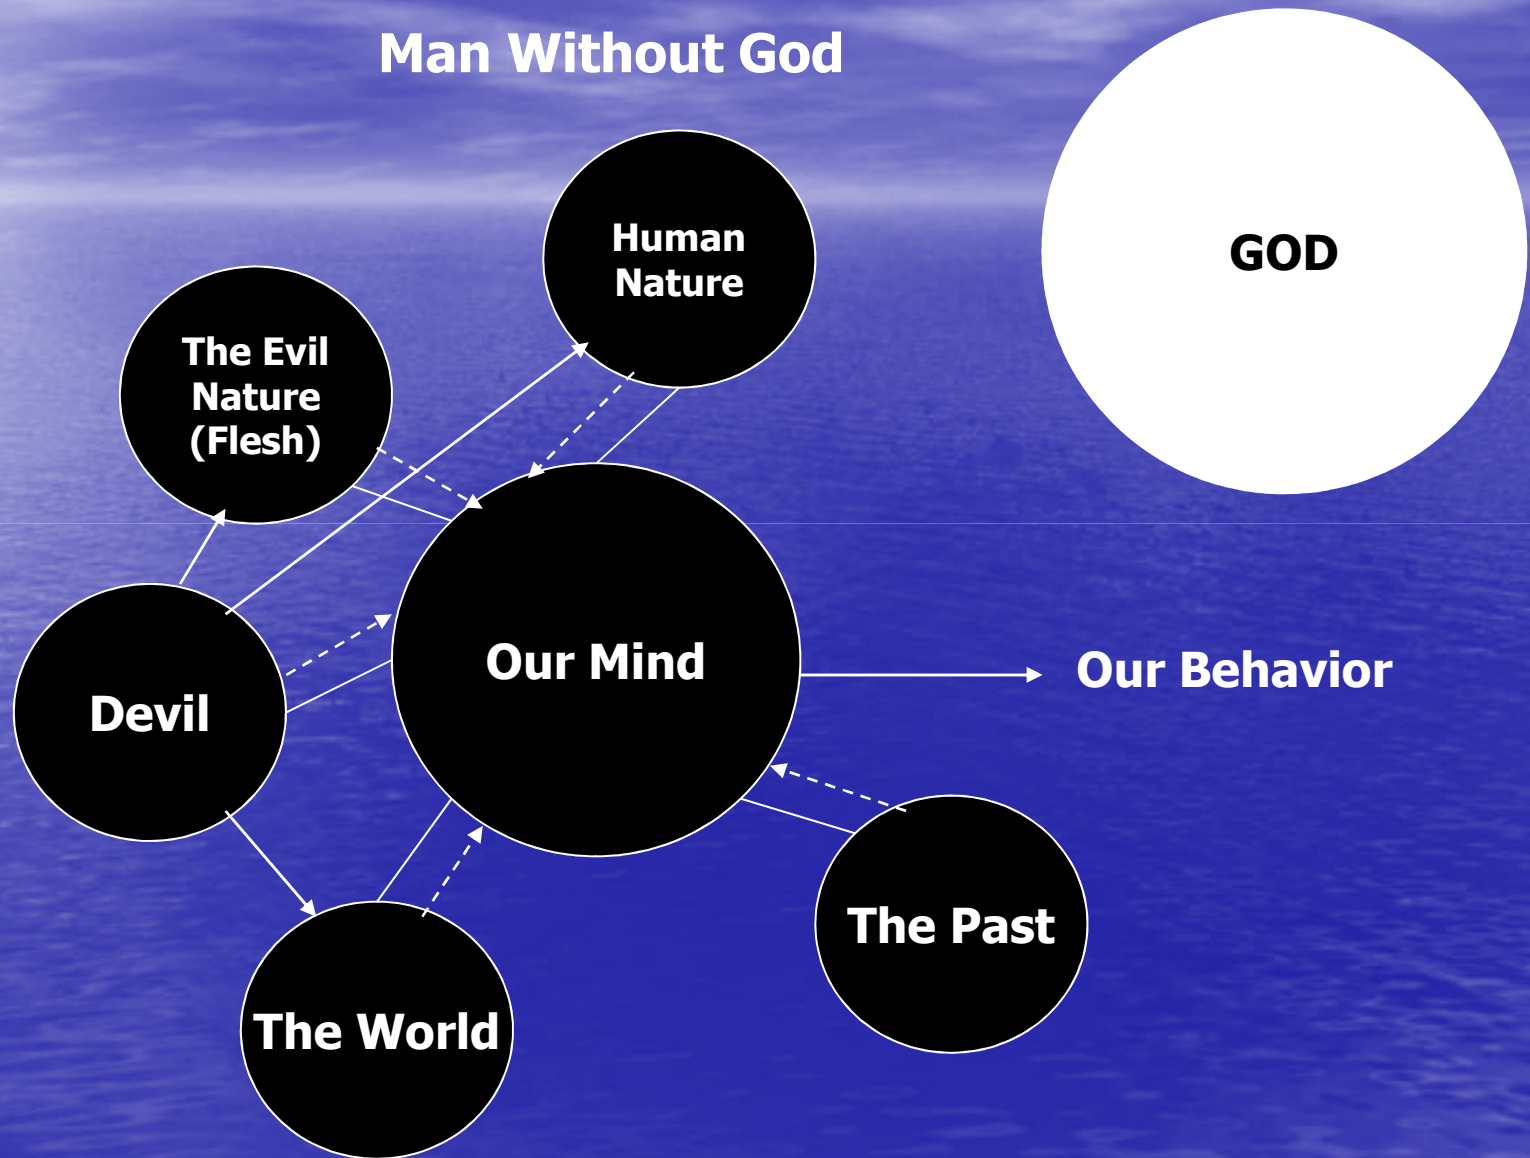 Man Without God
Human
Nature
GOD
The Evil
Nature
(Flesh)
Our Mind
Our Behavior
Devil
The Past
The World